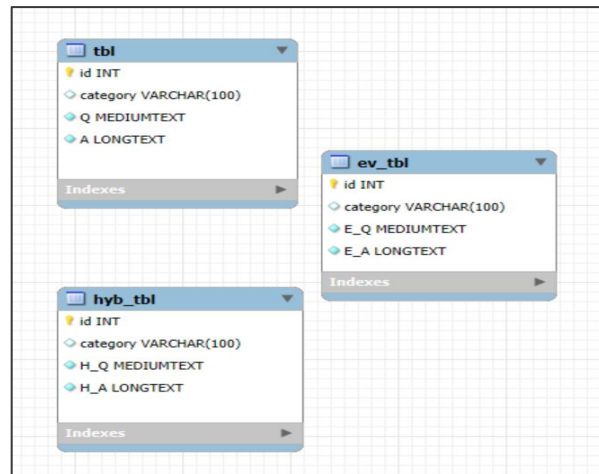 tbl
id INT
category VARCHAR(100)
Q MEDIUMTEXT
A LONGTEXT
Indexes
ev_tbl
id INT
category VARCHAR(100)
E_Q MEDIUMTEXT
E_A LONGTEXT
Indexes
hyb_tbl
id INT
category VARCHAR(100)
H_Q MEDIUMTEXT
H_A LONGTEXT
Indexes